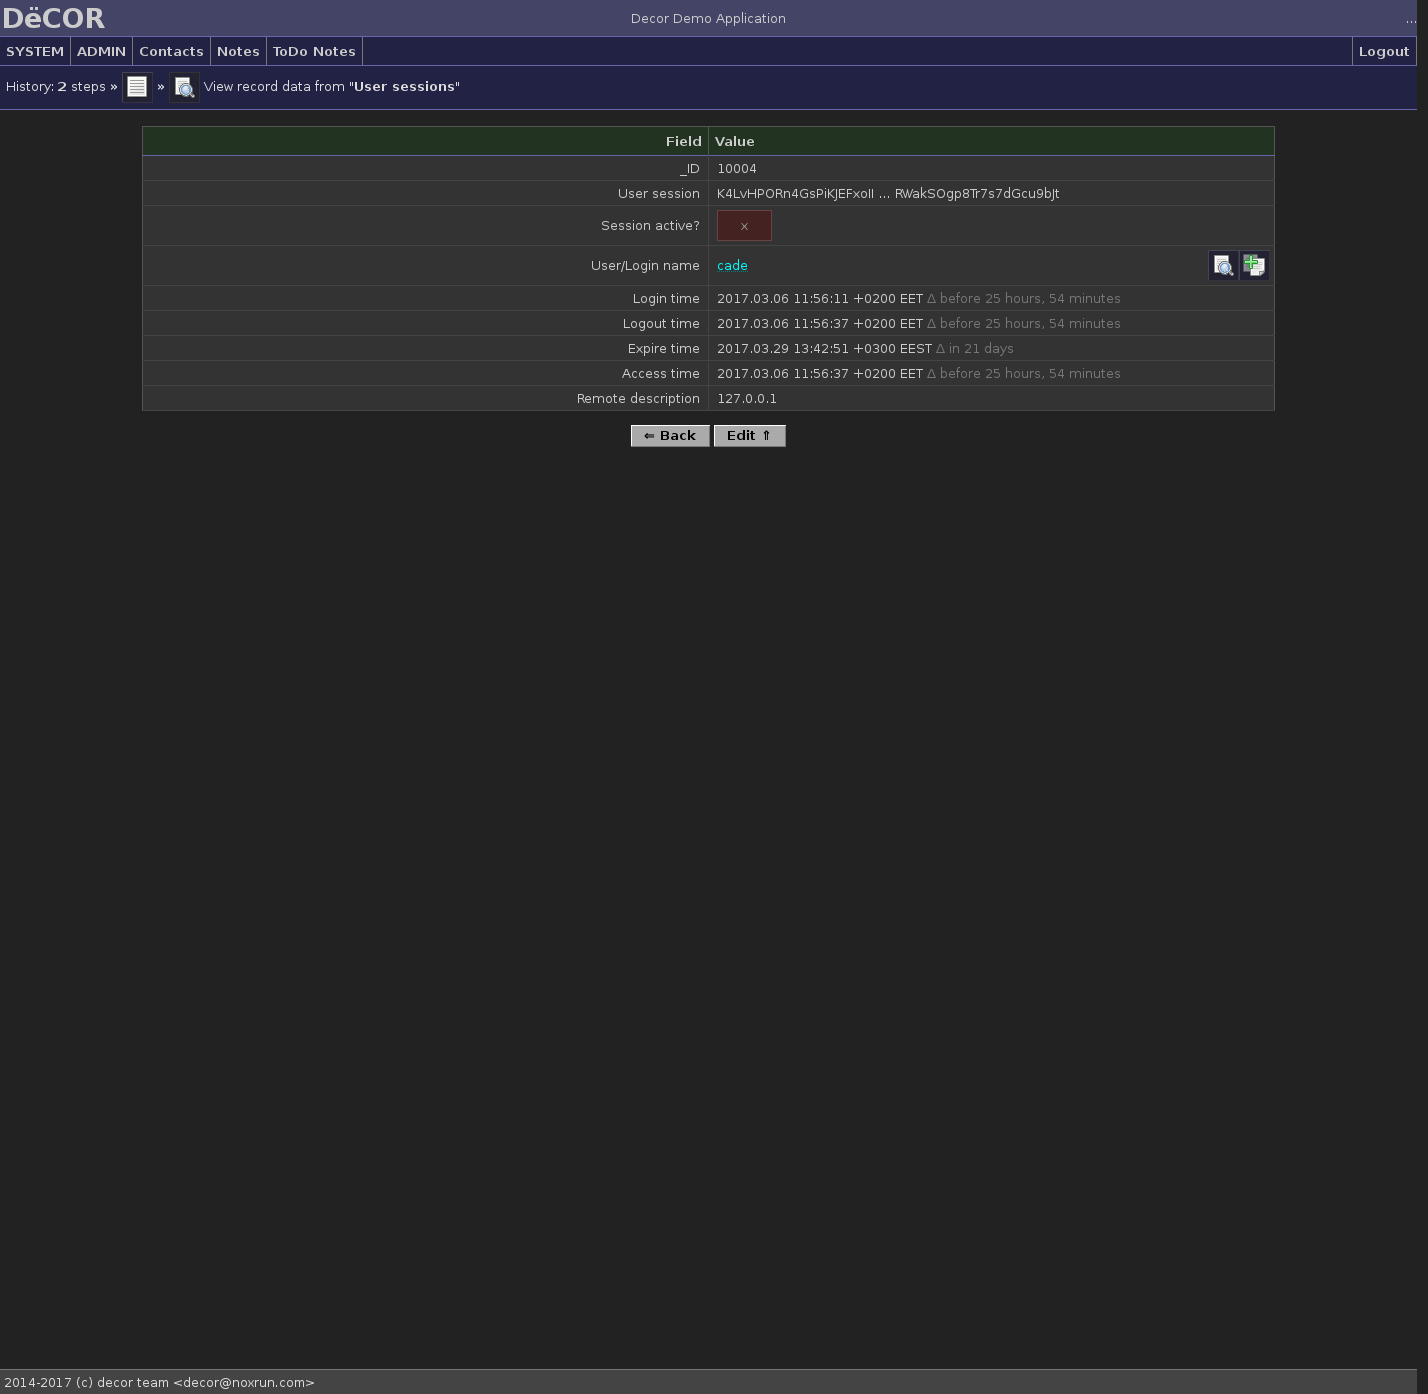 DëCOR Decor Demo Application ...
SYSTEM ADMIN Contacts Notes ToDo Notes Logout
History: 2 steps » » View record data from "User sessions"
Field Value
_ID 10004
User session K4LvHPORn4GsPiKJEFxoII ... RWakSOgp8Tr7s7dGcu9bJt
Session active? x
User/Login name cade
Login time 2017.03.06 11:56:11 +0200 EET Δ before 25 hours, 54 minutes
Logout time 2017.03.06 11:56:37 +0200 EET Δ before 25 hours, 54 minutes
Expire time 2017.03.29 13:42:51 +0300 EEST Δ in 21 days
Access time 2017.03.06 11:56:37 +0200 EET Δ before 25 hours, 54 minutes
Remote description 127.0.0.1
⇐ Back Edit ⇑
2014-2017 (c) decor team <decor@noxrun.com>